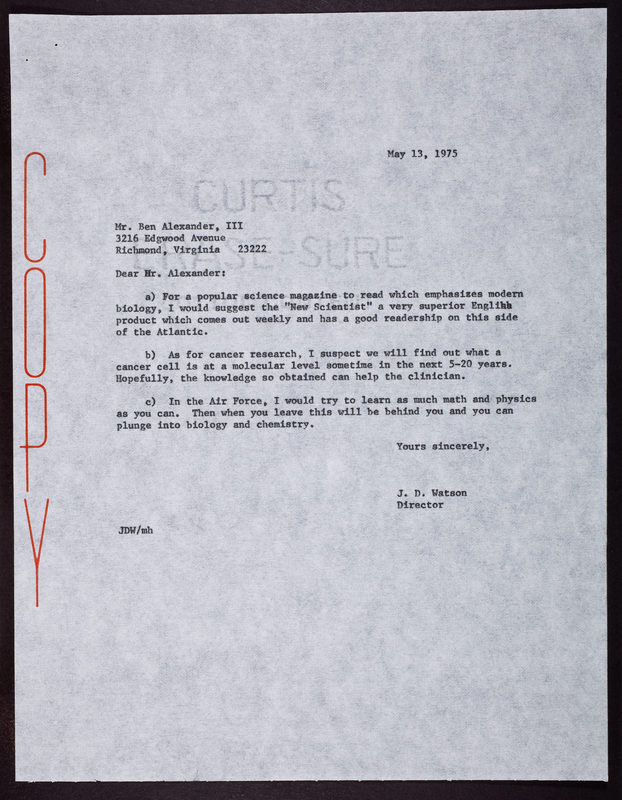 May 13, 1975
CURTIS
ERASE-SURE
COPY
Mr. Ben Alexander, III
3216 Edgwood Avenue
Richmond, Virginia 23222
Dear Mr. Alexander:
a) For a popular science magazine to read which emphasizes modern
biology, I would suggest the "New Scientist" a very superior Englihh
product which comes out weekly and has a good readership on this side
of the Atlantic.
b) As for cancer research, I suspect we will find out what a
cancer cell is at a molecular level sometime in the next 5-20 years.
Hopefully, the knowledge so obtained can help the clinician.
c) In the Air Force, I would try to learn as much math and physics
as you can. Then when you leave this will be behind you and you can
plunge into biology and chemistry.
Yours sincerely,
J. D. Watson
Director
JDW/mh